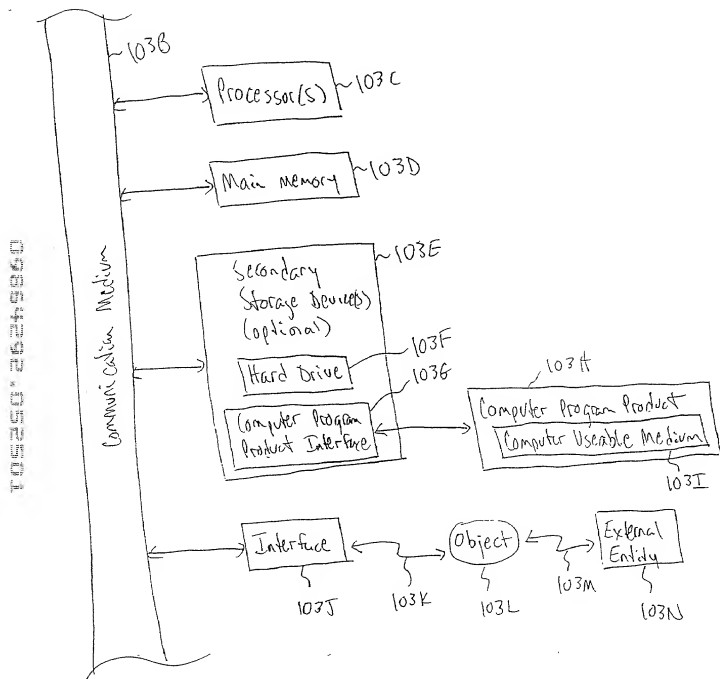 103B
Processor(s)
103C
Main memory
103D
Communication Medium
103E
Secondary
Storage Device(s)
(optional)
103F
Hard Drive
103G
Computer Program
Product Interface
103H
Computer Program Product
Computer Useable Medium
103I
Interface
Object
External
Entity
103J
103K
103L
103M
103N